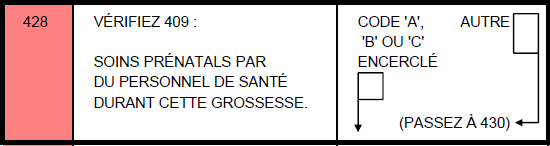 428
VÉRIFIEZ 409 :
SOINS PRÉNATALS PAR
DU PERSONNEL DE SANTÉ
DURANT CETTE GROSSESSE.
CODE 'A',
'B' OU 'C'
ENCERCLÉ
AUTRE
(PASSEZ À 430)